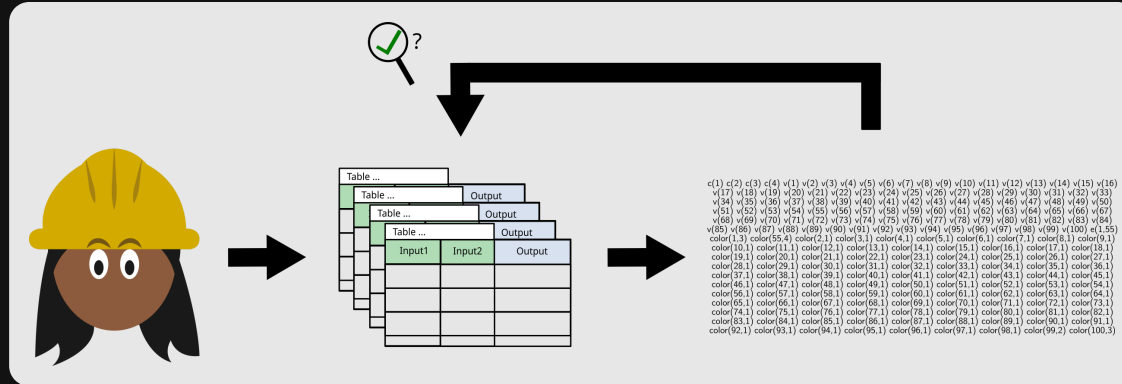 ?
Table ...
Table ...
Output
Table ...
Output
Table ...
Output
Input1 Input2 Output
c(1) c(2) c(3) c(4) v(1) v(2) v(3) v(4) v(5) v(6) v(7) v(8) v(9) v(10) v(11) v(12) v(13) v(14) v(15) v(16)
v(17) v(18) v(19) v(20) v(21) v(22) v(23) v(24) v(25) v(26) v(27) v(28) v(29) v(30) v(31) v(32) v(33)
v(34) v(35) v(36) v(37) v(38) v(39) v(40) v(41) v(42) v(43) v(44) v(45) v(46) v(47) v(48) v(49) v(50)
v(51) v(52) v(53) v(54) v(55) v(56) v(57) v(58) v(59) v(60) v(61) v(62) v(63) v(64) v(65) v(66) v(67)
v(68) v(69) v(70) v(71) v(72) v(73) v(74) v(75) v(76) v(77) v(78) v(79) v(80) v(81) v(82) v(83) v(84)
v(85) v(86) v(87) v(88) v(89) v(90) v(91) v(92) v(93) v(94) v(95) v(96) v(97) v(98) v(99) v(100) e(1,55)
color(1,3) color(55,4) color(2,1) color(3,1) color(4,1) color(5,1) color(6,1) color(7,1) color(8,1) color(9,1)
color(10,1) color(11,1) color(12,1) color(13,1) color(14,1) color(15,1) color(16,1) color(17,1) color(18,1)
color(19,1) color(20,1) color(21,1) color(22,1) color(23,1) color(24,1) color(25,1) color(26,1) color(27,1)
color(28,1) color(29,1) color(30,1) color(31,1) color(32,1) color(33,1) color(34,1) color(35,1) color(36,1)
color(37,1) color(38,1) color(39,1) color(40,1) color(41,1) color(42,1) color(43,1) color(44,1) color(45,1)
color(46,1) color(47,1) color(48,1) color(49,1) color(50,1) color(51,1) color(52,1) color(53,1) color(54,1)
color(56,1) color(57,1) color(58,1) color(59,1) color(60,1) color(61,1) color(62,1) color(63,1) color(64,1)
color(65,1) color(66,1) color(67,1) color(68,1) color(69,1) color(70,1) color(71,1) color(72,1) color(73,1)
color(74,1) color(75,1) color(76,1) color(77,1) color(78,1) color(79,1) color(80,1) color(81,1) color(82,1)
color(83,1) color(84,1) color(85,1) color(86,1) color(87,1) color(88,1) color(89,1) color(90,1) color(91,1)
color(92,1) color(93,1) color(94,1) color(95,1) color(96,1) color(97,1) color(98,1) color(99,2) color(100,3)